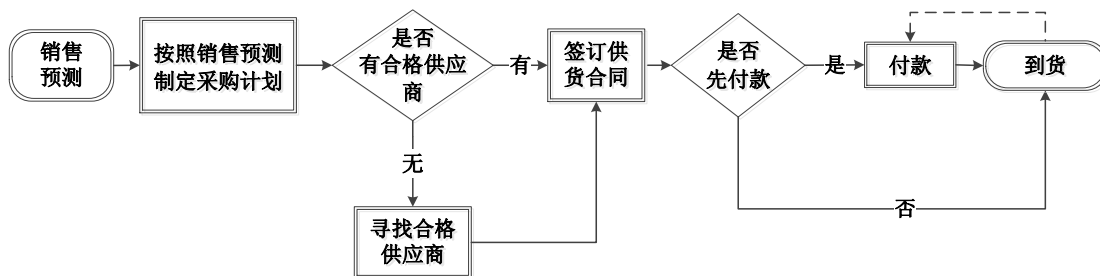 销售
预测
按照销售预测
制定采购计划
是否
有合格供应
商
有
无
寻找合格
供应商
签订供
货合同
是否
先付款
是
否
付款
到货